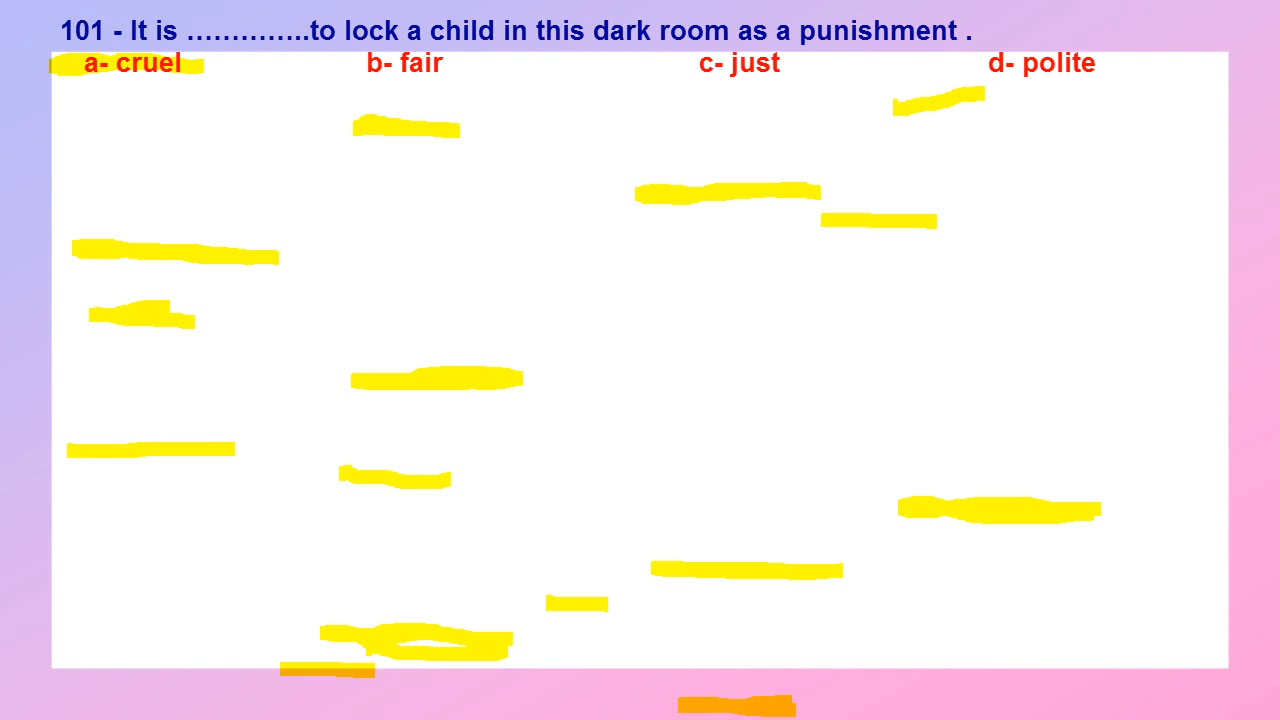 101 - It is …………..to lock a child in this dark room as a punishment .
a- cruel b- fair c- just d- polite